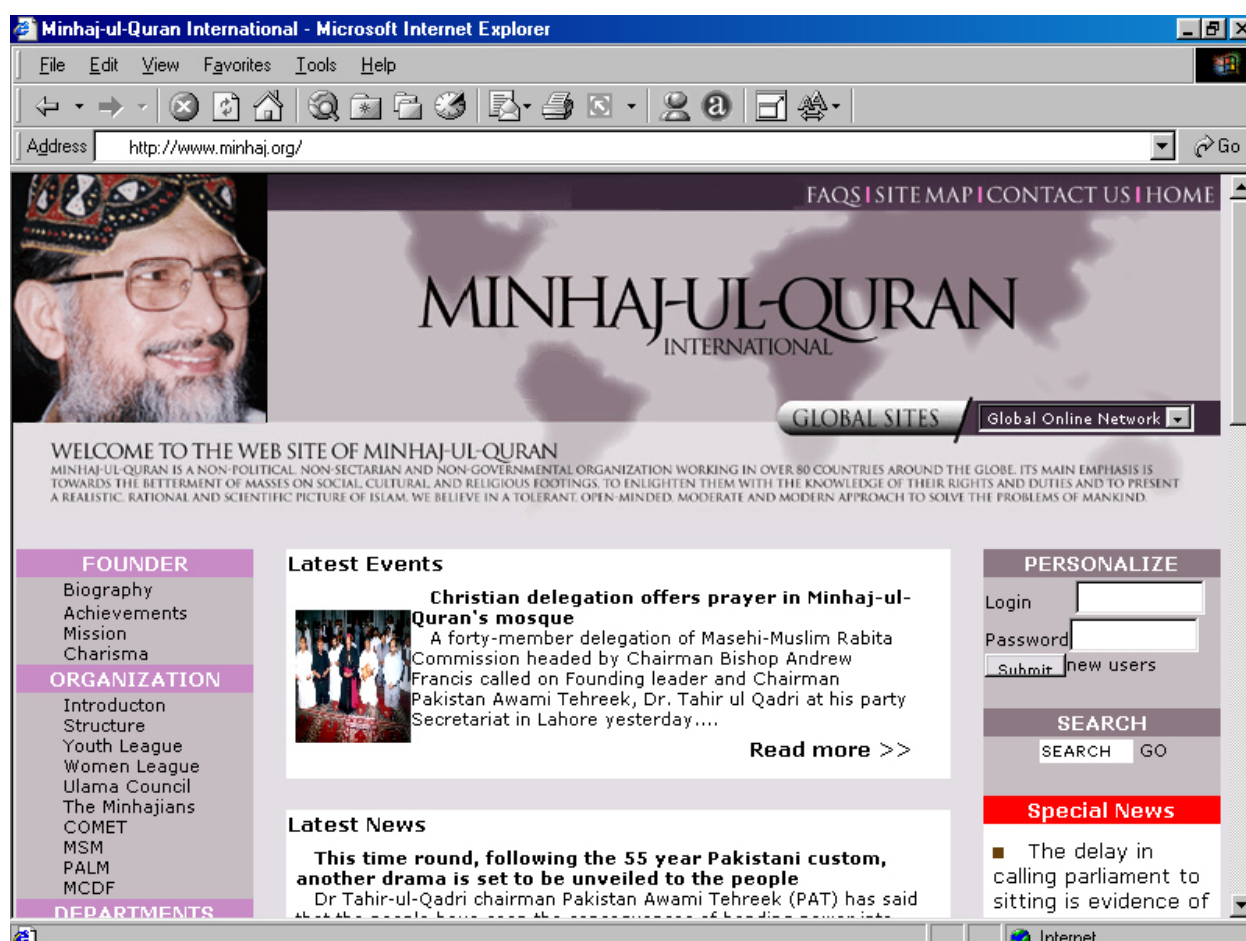 Minhaj-ul-Quran International - Microsoft Internet Explorer
File Edit View Favorites Tools Help
Address http://www.minhaj.org/ Go
FAQS | SITE MAP | CONTACT US | HOME
MINHAJ-UL-QURAN
INTERNATIONAL
GLOBAL SITES Global Online Network
WELCOME TO THE WEB SITE OF MINHAJ-UL-QURAN
MINHAJ-UL-QURAN IS A NON-POLITICAL, NON-SECTARIAN AND NON-GOVERNMENTAL ORGANIZATION WORKING IN OVER 80 COUNTRIES AROUND THE GLOBE. ITS MAIN EMPHASIS IS
TOWARDS THE BETTERMENT OF MASSES ON SOCIAL, CULTURAL, AND RELIGIOUS FOOTINGS, TO ENLIGHTEN THEM WITH THE KNOWLEDGE OF THEIR RIGHTS AND DUTIES AND TO PRESENT
A REALISTIC, RATIONAL AND SCIENTIFIC PICTURE OF ISLAM. WE BELIEVE IN A TOLERANT, OPEN-MINDED, MODERATE AND MODERN APPROACH TO SOLVE THE PROBLEMS OF MANKIND.
FOUNDER
Biography
Achievements
Mission
Charisma
ORGANIZATION
Introducton
Structure
Youth League
Women League
Ulama Council
The Minhajians
COMET
MSM
PALM
MCDF
DEPARTMENTS
Latest Events
Christian delegation offers prayer in Minhaj-ul-
Quran's mosque
A forty-member delegation of Masehi-Muslim Rabita
Commission headed by Chairman Bishop Andrew
Francis called on Founding leader and Chairman
Pakistan Awami Tehreek, Dr. Tahir ul Qadri at his party
Secretariat in Lahore yesterday....
Read more >>
Latest News
This time round, following the 55 year Pakistani custom,
another drama is set to be unveiled to the people
Dr Tahir-ul-Qadri chairman Pakistan Awami Tehreek (PAT) has said
that the people have seen the consequences of handing power into
PERSONALIZE
Login
Password
Submit new users
SEARCH
SEARCH GO
Special News
The delay in
calling parliament to
sitting is evidence of
Internet